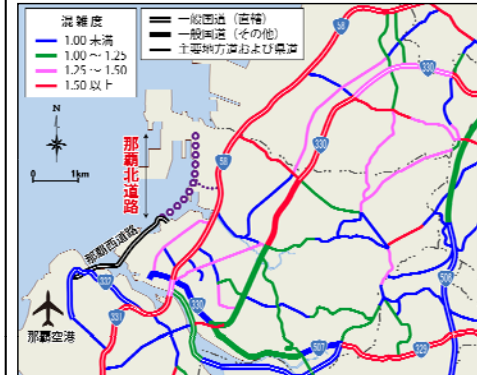 混雑度
1.00 未満
1.00～1.25
1.25～1.50
1.50 以上
一般国道（直轄）
一般国道（その他）
主要地方道および県道
58
330
N
0 1km
那覇北道路
58
330
那覇西道路
332
331
330
那覇空港
507
329
506